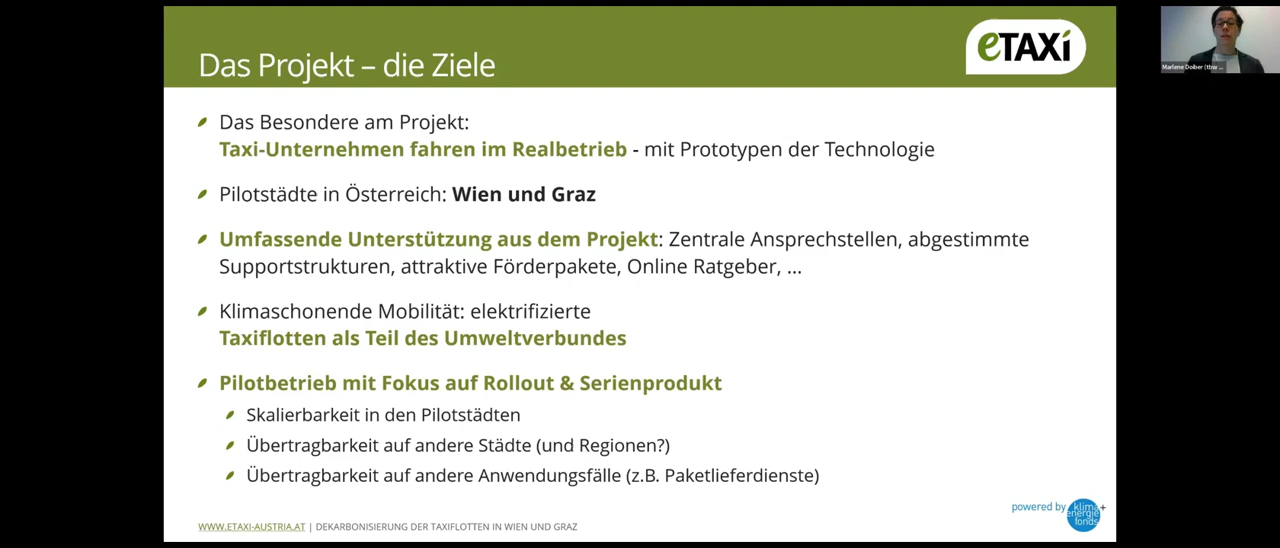 Das Projekt – die Ziele
eTAXi
Marlene Doiber (tbw ...
Das Besondere am Projekt:
Taxi-Unternehmen fahren im Realbetrieb - mit Prototypen der Technologie
Pilotstädte in Österreich: Wien und Graz
Umfassende Unterstützung aus dem Projekt: Zentrale Ansprechstellen, abgestimmte
Supportstrukturen, attraktive Förderpakete, Online Ratgeber, ...
Klimaschonende Mobilität: elektrifizierte
Taxiflotten als Teil des Umweltverbundes
Pilotbetrieb mit Fokus auf Rollout & Serienprodukt
Skalierbarkeit in den Pilotstädten
Übertragbarkeit auf andere Städte (und Regionen?)
Übertragbarkeit auf andere Anwendungsfälle (z.B. Paketlieferdienste)
powered by klima+
energie
fonds
WWW.ETAXI-AUSTRIA.AT | DEKARBONISIERUNG DER TAXIFLOTTEN IN WIEN UND GRAZ